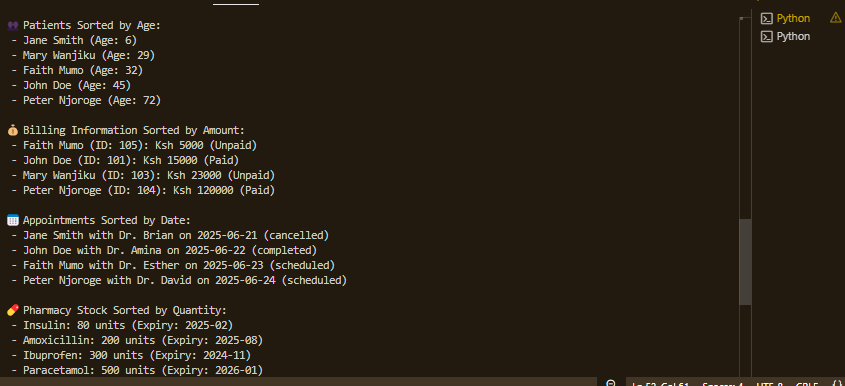 👥 Patients Sorted by Age:
- Jane Smith (Age: 6)
- Mary Wanjiku (Age: 29)
- Faith Mumo (Age: 32)
- John Doe (Age: 45)
- Peter Njoroge (Age: 72)
💰 Billing Information Sorted by Amount:
- Faith Mumo (ID: 105): Ksh 5000 (Unpaid)
- John Doe (ID: 101): Ksh 15000 (Paid)
- Mary Wanjiku (ID: 103): Ksh 23000 (Unpaid)
- Peter Njoroge (ID: 104): Ksh 120000 (Paid)
📅 Appointments Sorted by Date:
- Jane Smith with Dr. Brian on 2025-06-21 (cancelled)
- John Doe with Dr. Amina on 2025-06-22 (completed)
- Faith Mumo with Dr. Esther on 2025-06-23 (scheduled)
- Peter Njoroge with Dr. David on 2025-06-24 (scheduled)
💊 Pharmacy Stock Sorted by Quantity:
- Insulin: 80 units (Expiry: 2025-02)
- Amoxicillin: 200 units (Expiry: 2025-08)
- Ibuprofen: 300 units (Expiry: 2024-11)
- Paracetamol: 500 units (Expiry: 2026-01)
Python
Python